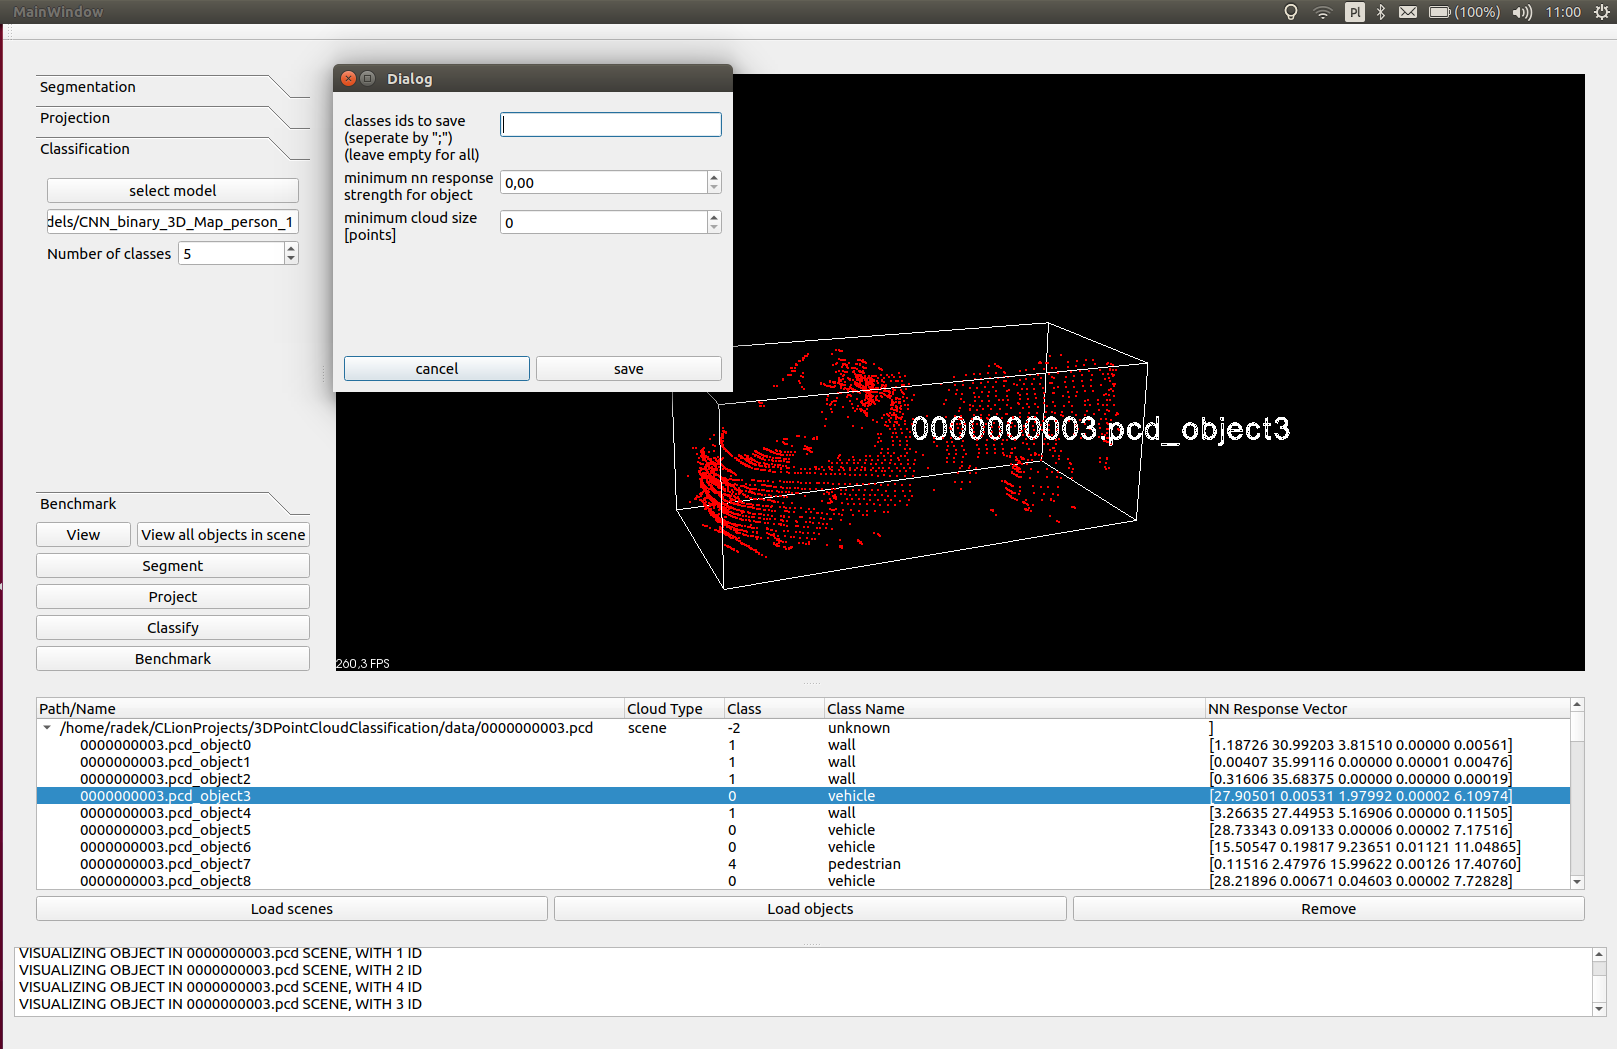 MainWindow
Pl
(100%)
11:00
Segmentation
Projection
Classification
select model
dels/CNN_binary_3D_Map_person_1
Number of classes
5
Dialog
classes ids to save
(seperate by ";")
(leave empty for all)
minimum nn response
strength for object
0,00
minimum cloud size
[points]
0
cancel
save
0000000003.pcd_object3
260,3 FPS
Benchmark
View
View all objects in scene
Segment
Project
Classify
Benchmark
Path/Name Cloud Type Class Class Name NN Response Vector
/home/radek/CLionProjects/3DPointCloudClassification/data/0000000003.pcd scene -2 unknown ]
0000000003.pcd_object0 1 wall [1.18726 30.99203 3.81510 0.00000 0.00561]
0000000003.pcd_object1 1 wall [0.00407 35.99116 0.00000 0.00001 0.00476]
0000000003.pcd_object2 1 wall [0.31606 35.68375 0.00000 0.00000 0.00019]
0000000003.pcd_object3 0 vehicle [27.90501 0.00531 1.97992 0.00002 6.10974]
0000000003.pcd_object4 1 wall [3.26635 27.44953 5.16906 0.00000 0.11505]
0000000003.pcd_object5 0 vehicle [28.73343 0.09133 0.00006 0.00002 7.17516]
0000000003.pcd_object6 0 vehicle [15.50547 0.19817 9.23651 0.01121 11.04865]
0000000003.pcd_object7 4 pedestrian [0.11516 2.47976 15.99622 0.00126 17.40760]
0000000003.pcd_object8 0 vehicle [28.21896 0.00671 0.04603 0.00002 7.72828]
Load scenes
Load objects
Remove
VISUALIZING OBJECT IN 0000000003.pcd SCENE, WITH 1 ID
VISUALIZING OBJECT IN 0000000003.pcd SCENE, WITH 2 ID
VISUALIZING OBJECT IN 0000000003.pcd SCENE, WITH 4 ID
VISUALIZING OBJECT IN 0000000003.pcd SCENE, WITH 3 ID